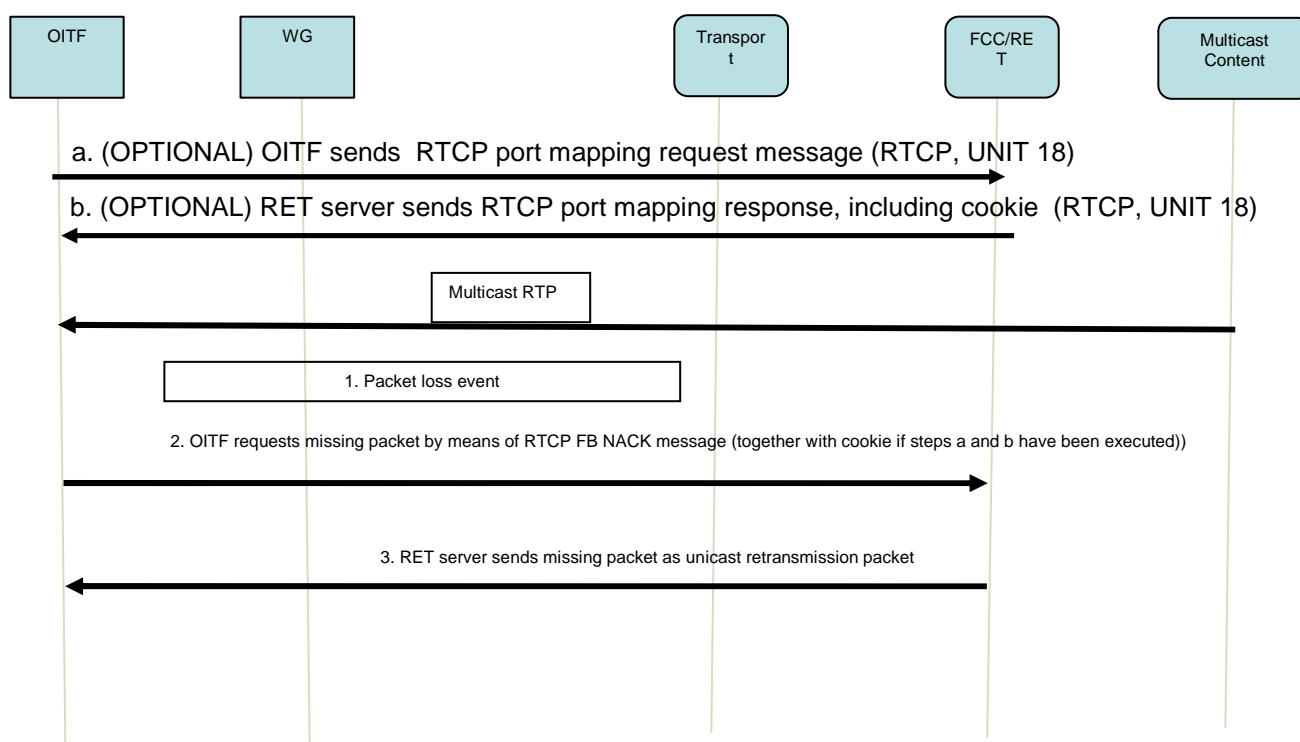 OITF
WG
Transpor
t
FCC/RE
T
Multicast
Content
a. (OPTIONAL) OITF sends  RTCP port mapping request message (RTCP, UNIT 18)
b. (OPTIONAL) RET server sends RTCP port mapping response, including cookie  (RTCP, UNIT 18)
Multicast RTP
1. Packet loss event
2. OITF requests missing packet by means of RTCP FB NACK message (together with cookie if steps a and b have been executed))
3. RET server sends missing packet as unicast retransmission packet